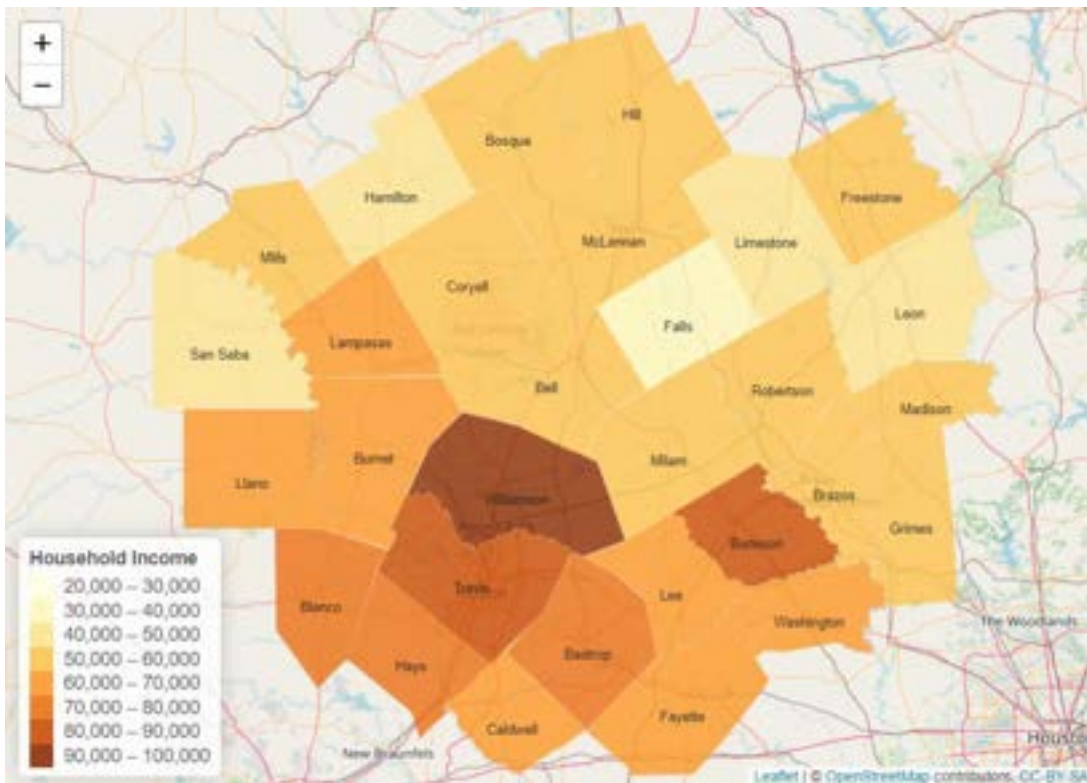 +
−
Hill
Bosque
Hamilton
Freestone
McLennan
Limestone
Mills
Coryell
Leon
Falls
San Saba
Lampasas
Bell
Robertson
Madison
Burnet
Milam
Llano
Williamson
Brazos
Grimes
Burleson
Household Income
20,000 – 30,000
30,000 – 40,000
40,000 – 50,000
50,000 – 60,000
60,000 – 70,000
70,000 – 80,000
80,000 – 90,000
90,000 – 100,000
Travis
Lee
Blanco
Washington
The Woodlands
Bastrop
Hays
Fayette
Caldwell
New Braunfels
Housto
Leaflet | © OpenStreetMap contributors, CC-BY-S